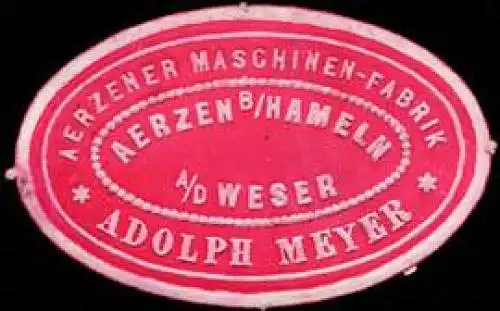 AERZENER MASCHINEN-FABRIK
AERZEN B/HAMELN
A/D WESER
* ADOLPH MEYER *